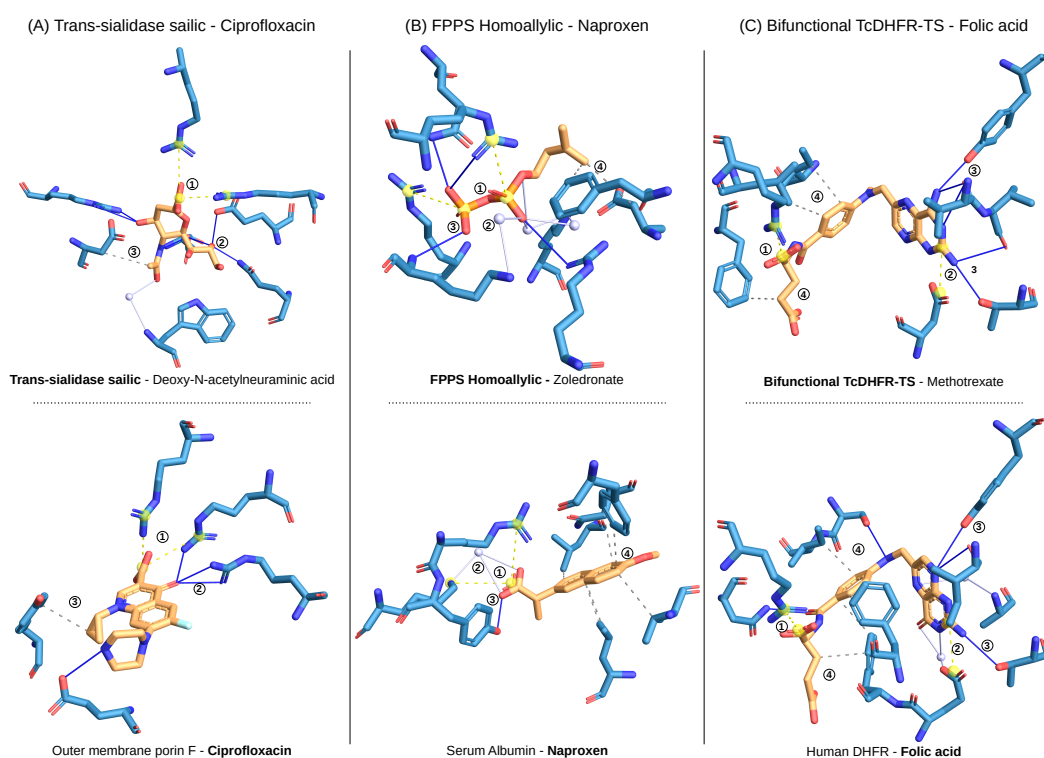 (A) Trans-sialidase sailic - Ciprofloxacin
(B) FPPS Homoallylic - Naproxen
(C) Bifunctional TcDHFR-TS - Folic acid
①
②
③
Trans-sialidase sailic - Deoxy-N-acetylneuraminic acid
④
①
②
③
FPPS Homoallylic - Zoledronate
③
④
①
②
3
④
Bifunctional TcDHFR-TS - Methotrexate
①
②
③
Outer membrane porin F - Ciprofloxacin
②
①
④
③
Serum Albumin - Naproxen
③
④
①
②
③
④
Human DHFR - Folic acid